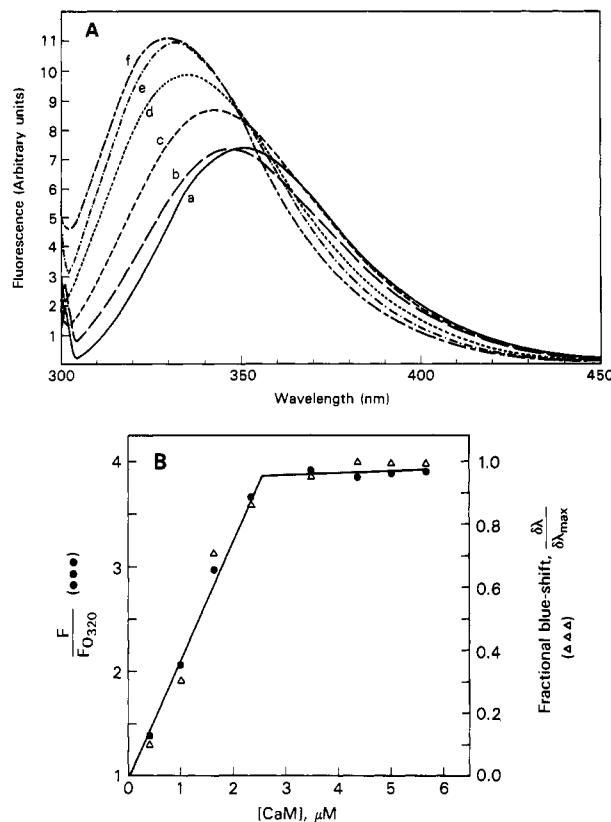 A
Fluorescence (Arbitrary units)
11
10
9
8
7
6
5
4
3
2
1
f
e
d
c
b
a
300
350
400
450
Wavelength (nm)
B
F
F0 320
(●●●)
4
3
2
1
Fractional blue-shift, δλ
δλmax
(△△△)
1.0
0.8
0.6
0.4
0.2
0.0
0
1
2
3
4
5
6
[CaM], μM